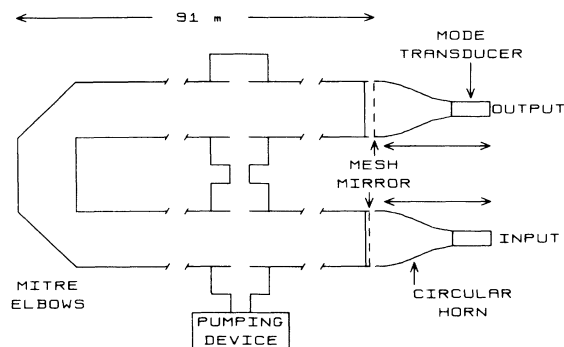 91 m
MODE
TRANSDUCER
OUTPUT
MESH
MIRROR
INPUT
MITRE
ELBOWS
CIRCULAR
HORN
PUMPING
DEVICE